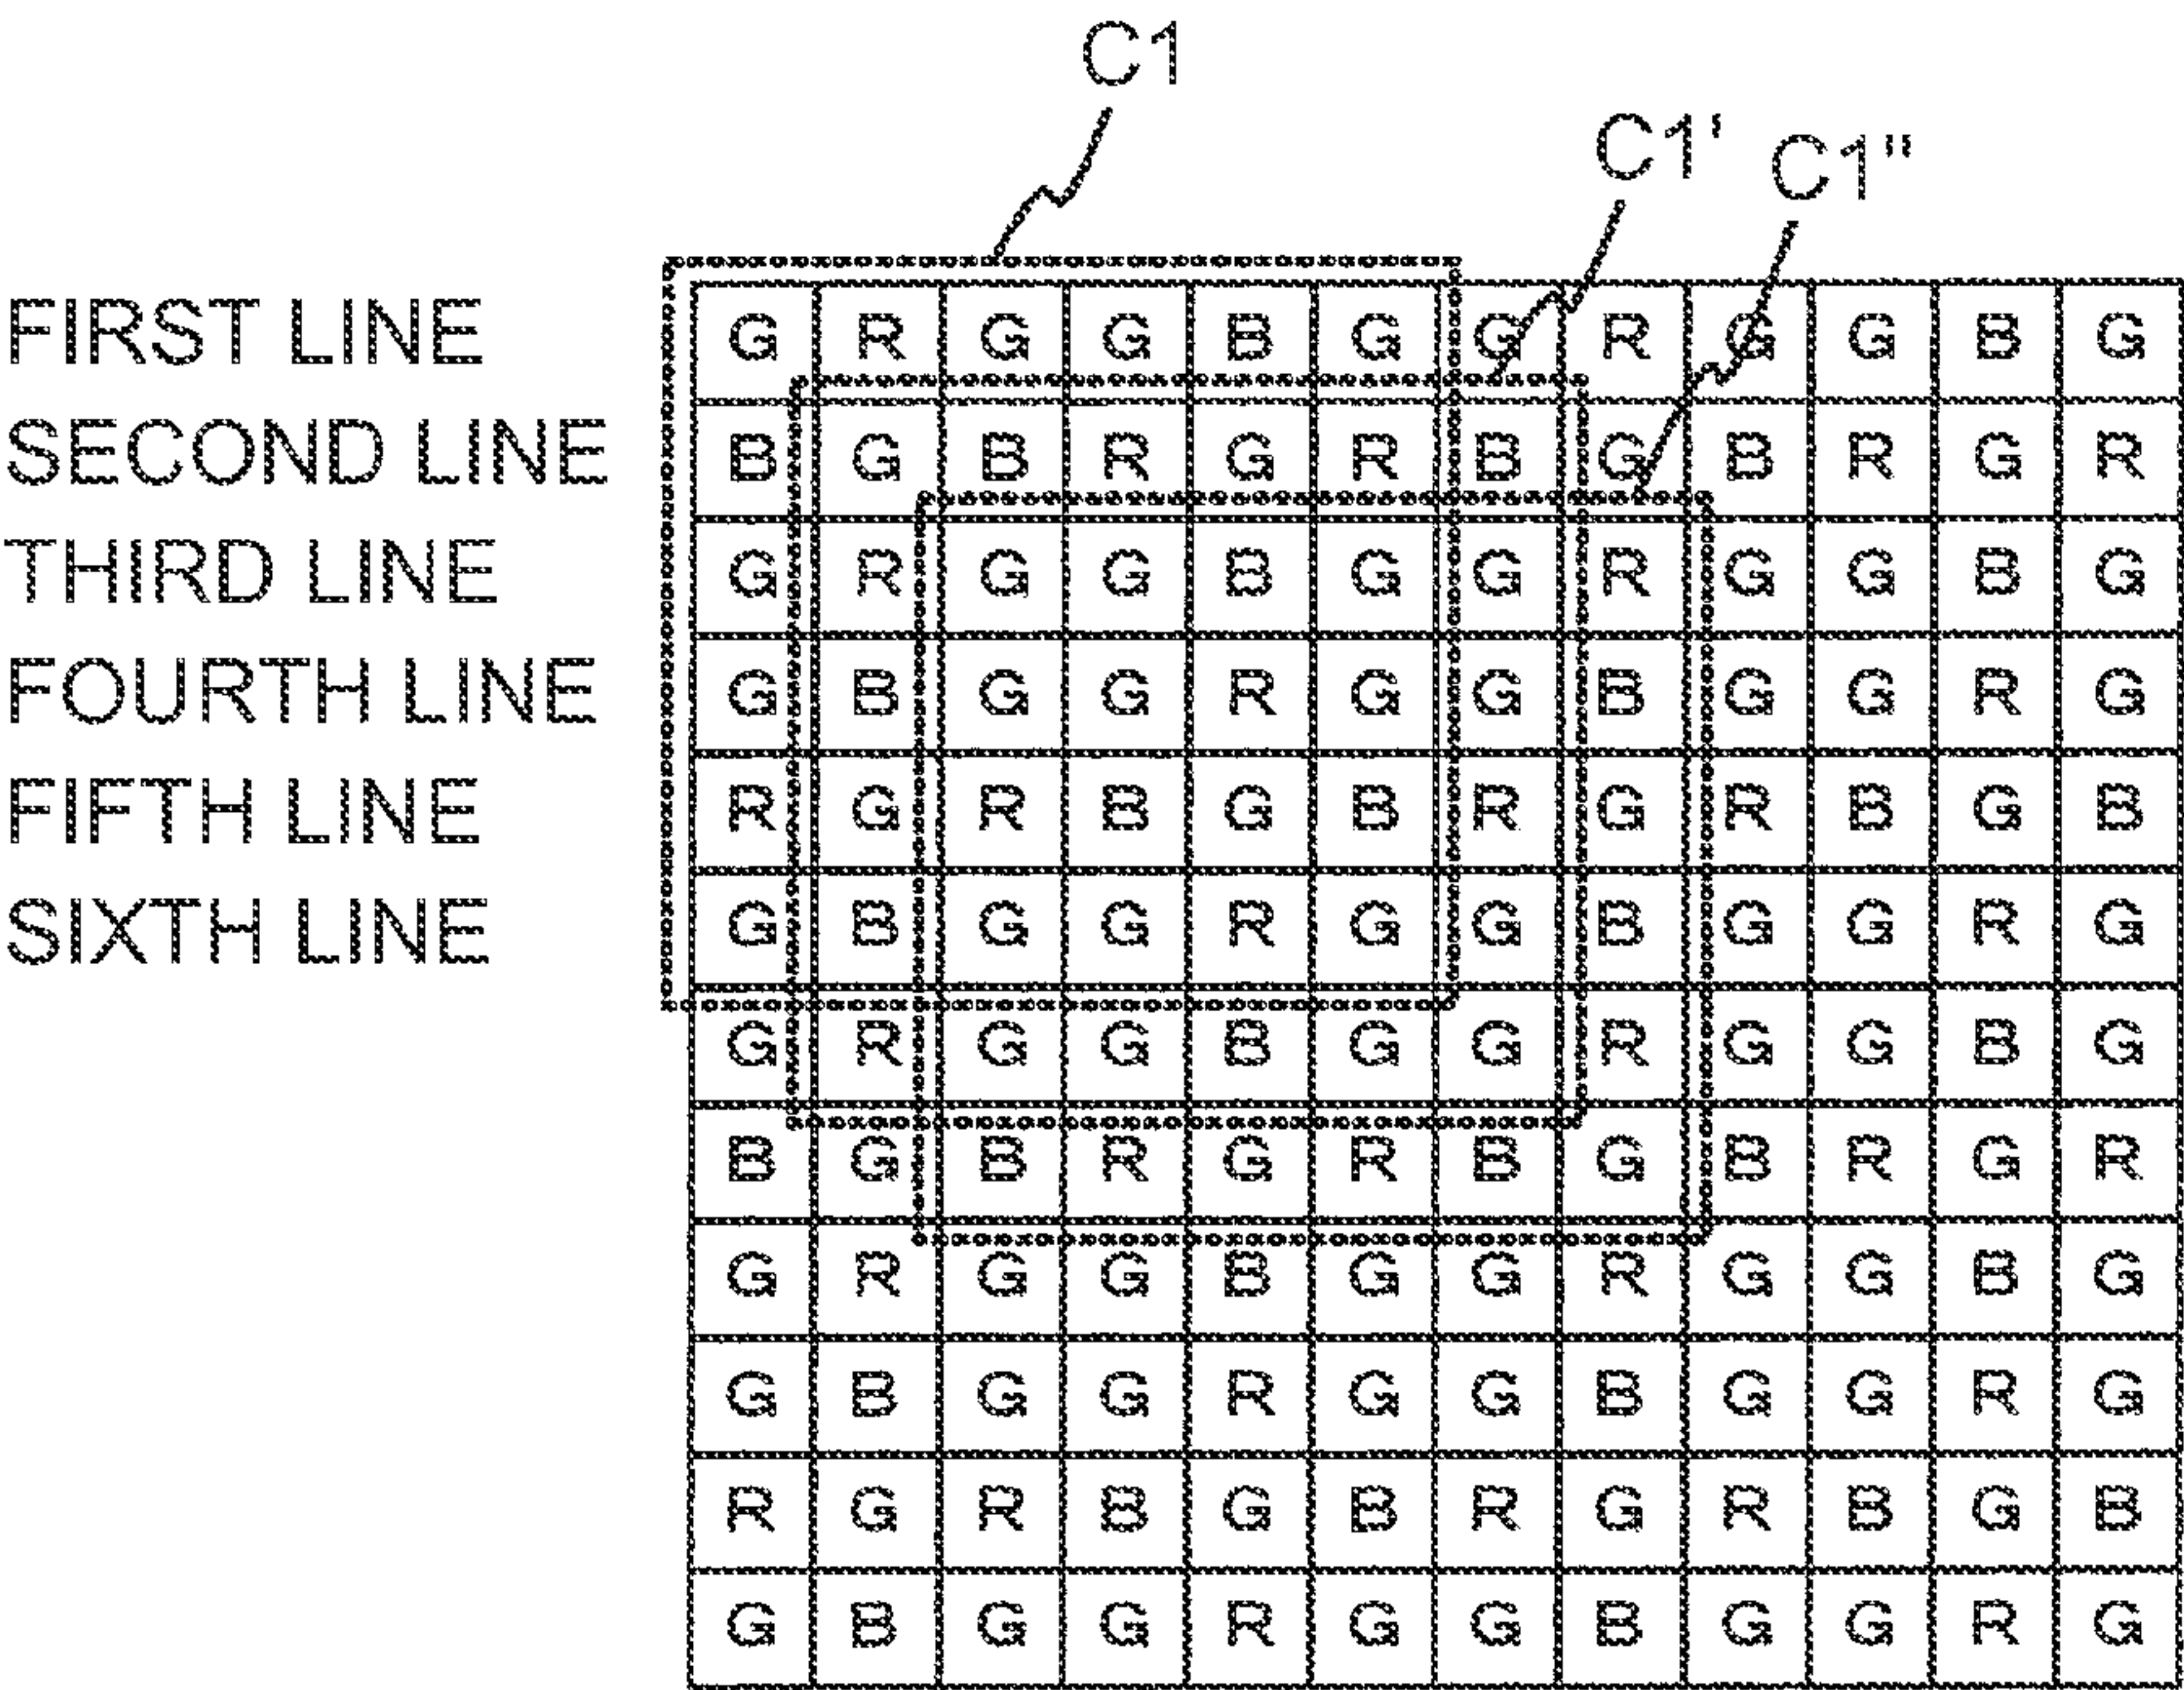 C1
C1'
C1"
FIRST LINE G R G G B G G R G G B G
SECOND LINE B G B R G R B G B R G R
THIRD LINE G R G G B G G R G G B G
FOURTH LINE G B G G R G G B G G R G
FIFTH LINE R G R B G B R G R B G B
SIXTH LINE G B G G R G G B G G R G
G R G G B G G R G G B G
B G B R G R B G B R G R
G R G G B G G R G G B G
G B G G R G G B G G R G
R G R B G B R G R B G B
G B G G R G G B G G R G